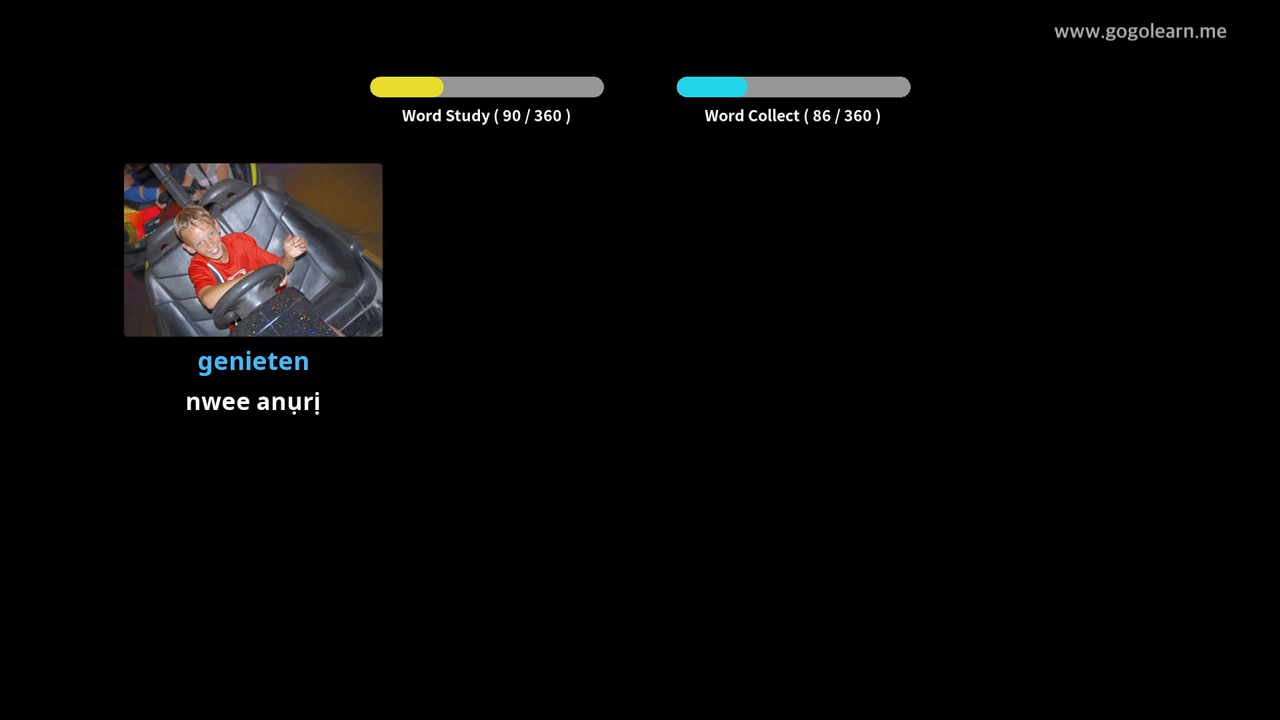 www.gogolearn.me
Word Study ( 90 / 360 )
Word Collect ( 86 / 360 )
genieten
nwee anụrị